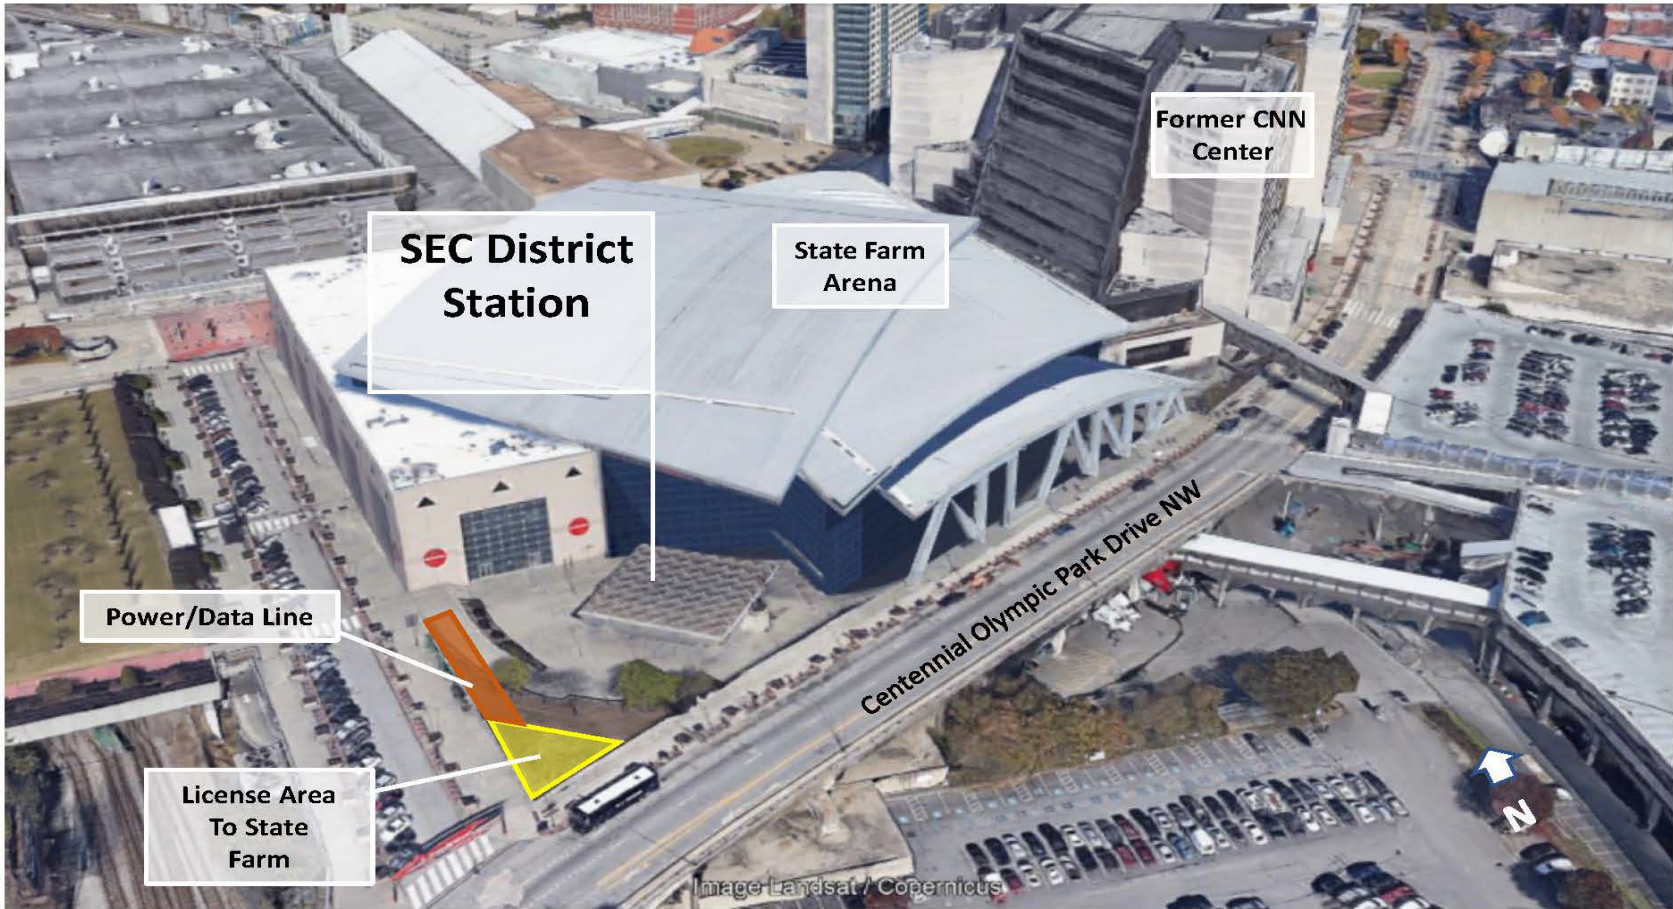 Former CNN
Center
SEC District
Station
State Farm
Arena
Centennial Olympic Park Drive NW
Power/Data Line
License Area
To State
Farm
N
Image Landsat / Copernicus